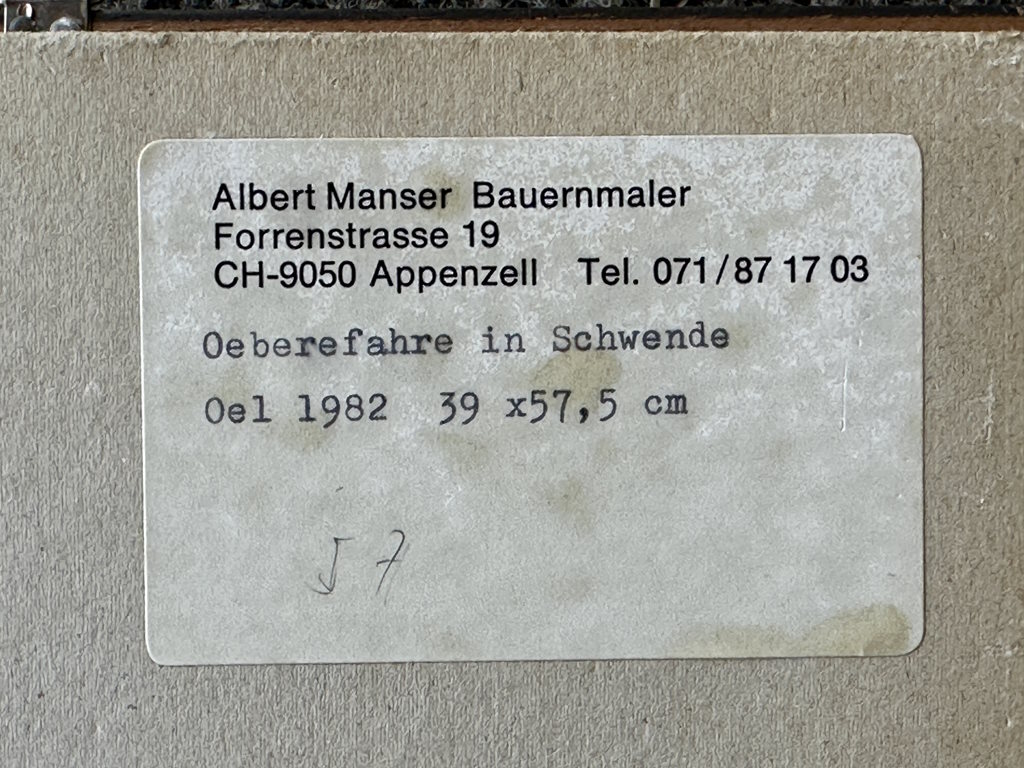 Albert Manser Bauernmaler
Forrenstrasse 19
CH-9050 Appenzell Tel. 071/87 17 03
Oeberefahre in Schwende
Oel 1982 39 x57,5 cm
J 7